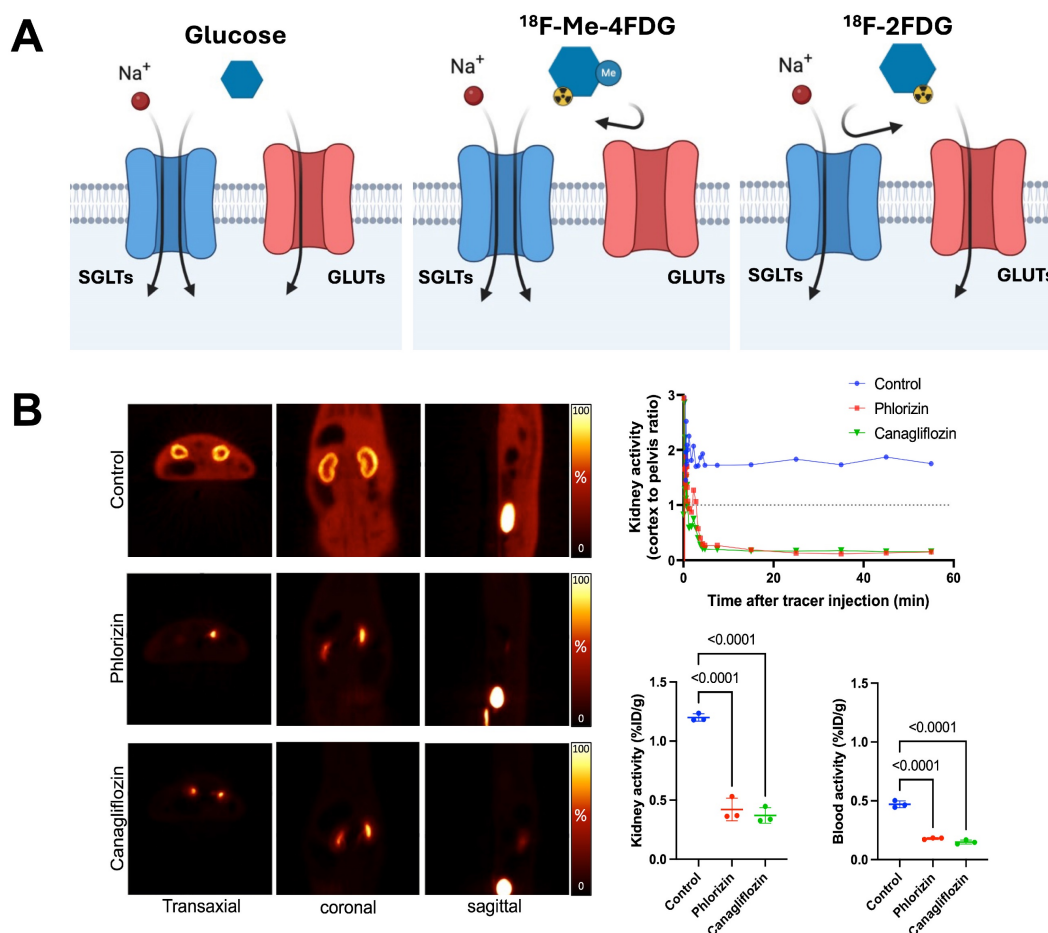 A
Glucose
¹⁸F-Me-4FDG
¹⁸F-2FDG
Na⁺
Na⁺
Me
Na⁺
SGLTs
GLUTs
SGLTs
GLUTs
SGLTs
GLUTs
B
Control
100
%
0
Phlorizin
100
%
0
Canagliflozin
100
%
0
Transaxial
coronal
sagittal
Control
Phlorizin
Canagliflozin
Kidney activity
(cortex to pelvis ratio)
3
2
1
0
0
20
40
60
Time after tracer injection (min)
Kidney activity (%ID/g)
1.5
1.0
0.5
0.0
<0.0001
<0.0001
Control
Phlorizin
Canagliflozin
Blood activity (%ID/g)
1.5
1.0
0.5
0.0
<0.0001
<0.0001
Control
Phlorizin
Canagliflozin